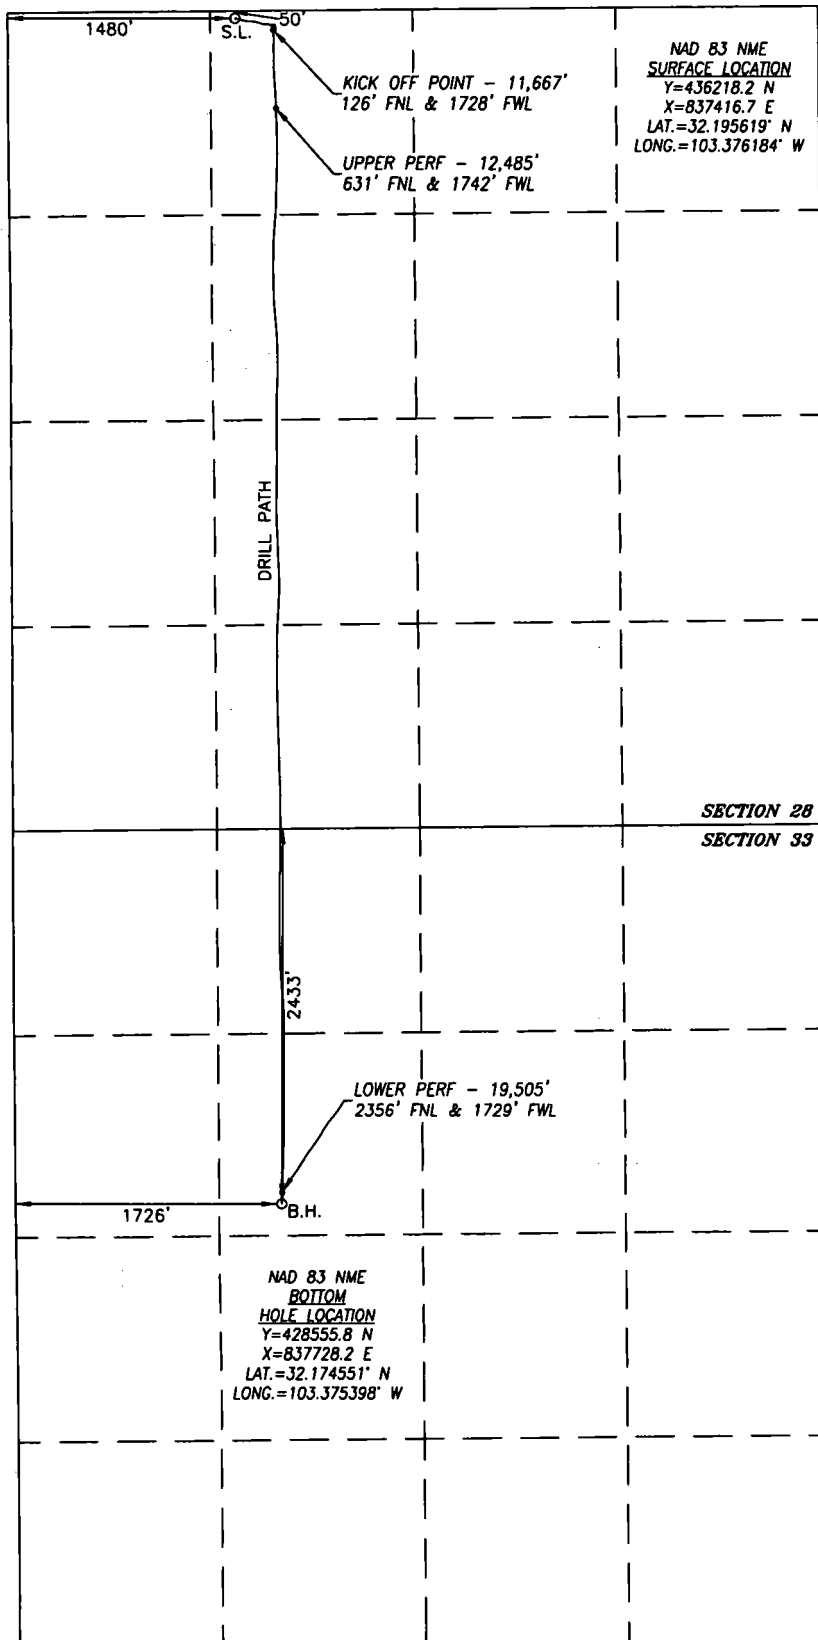 1480'
50'
S.L.
KICK OFF POINT - 11,667'
126' FNL & 1728' FWL
NAD 83 NME
SURFACE LOCATION
Y=436218.2 N
X=837416.7 E
LAT.=32.195619° N
LONG.=103.376184° W
UPPER PERF - 12,485'
631' FNL & 1742' FWL
DRILL PATH
SECTION 28
SECTION 33
2433'
LOWER PERF - 19,505'
2356' FNL & 1729' FWL
1726'
B.H.
NAD 83 NME
BOTTOM
HOLE LOCATION
Y=428555.8 N
X=837728.2 E
LAT.=32.174551° N
LONG.=103.375398° W